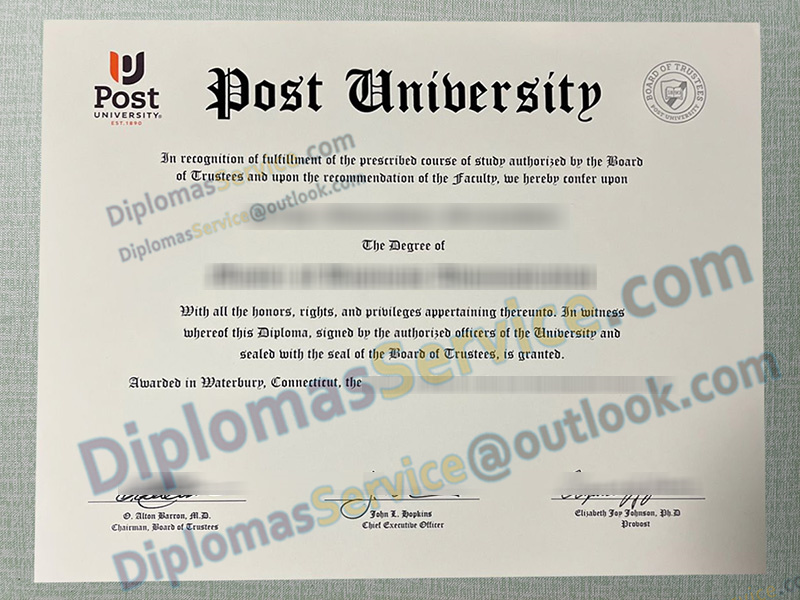 Post
UNIVERSITY®
EST.1890
Post University
BOARD OF TRUSTEES
POST UNIVERSITY
In recognition of fulfillment of the prescribed course of study authorized by the Board
of Trustees and upon the recommendation of the Faculty, we hereby confer upon
The Degree of
With all the honors, rights, and privileges appertaining thereunto. In witness
whereof this Diploma, signed by the authorized officers of the University and
sealed with the seal of the Board of Trustees, is granted.
Awarded in Waterbury, Connecticut, the
O. Alton Barron, M.D.
Chairman, Board of Trustees
John L. Hopkins
Chief Executive Officer
Elizabeth Joy Johnson, Ph.D
Provost
DiplomasService.com
DiplomasService@outlook.com
DiplomasService.com
DiplomasService@outlook.com